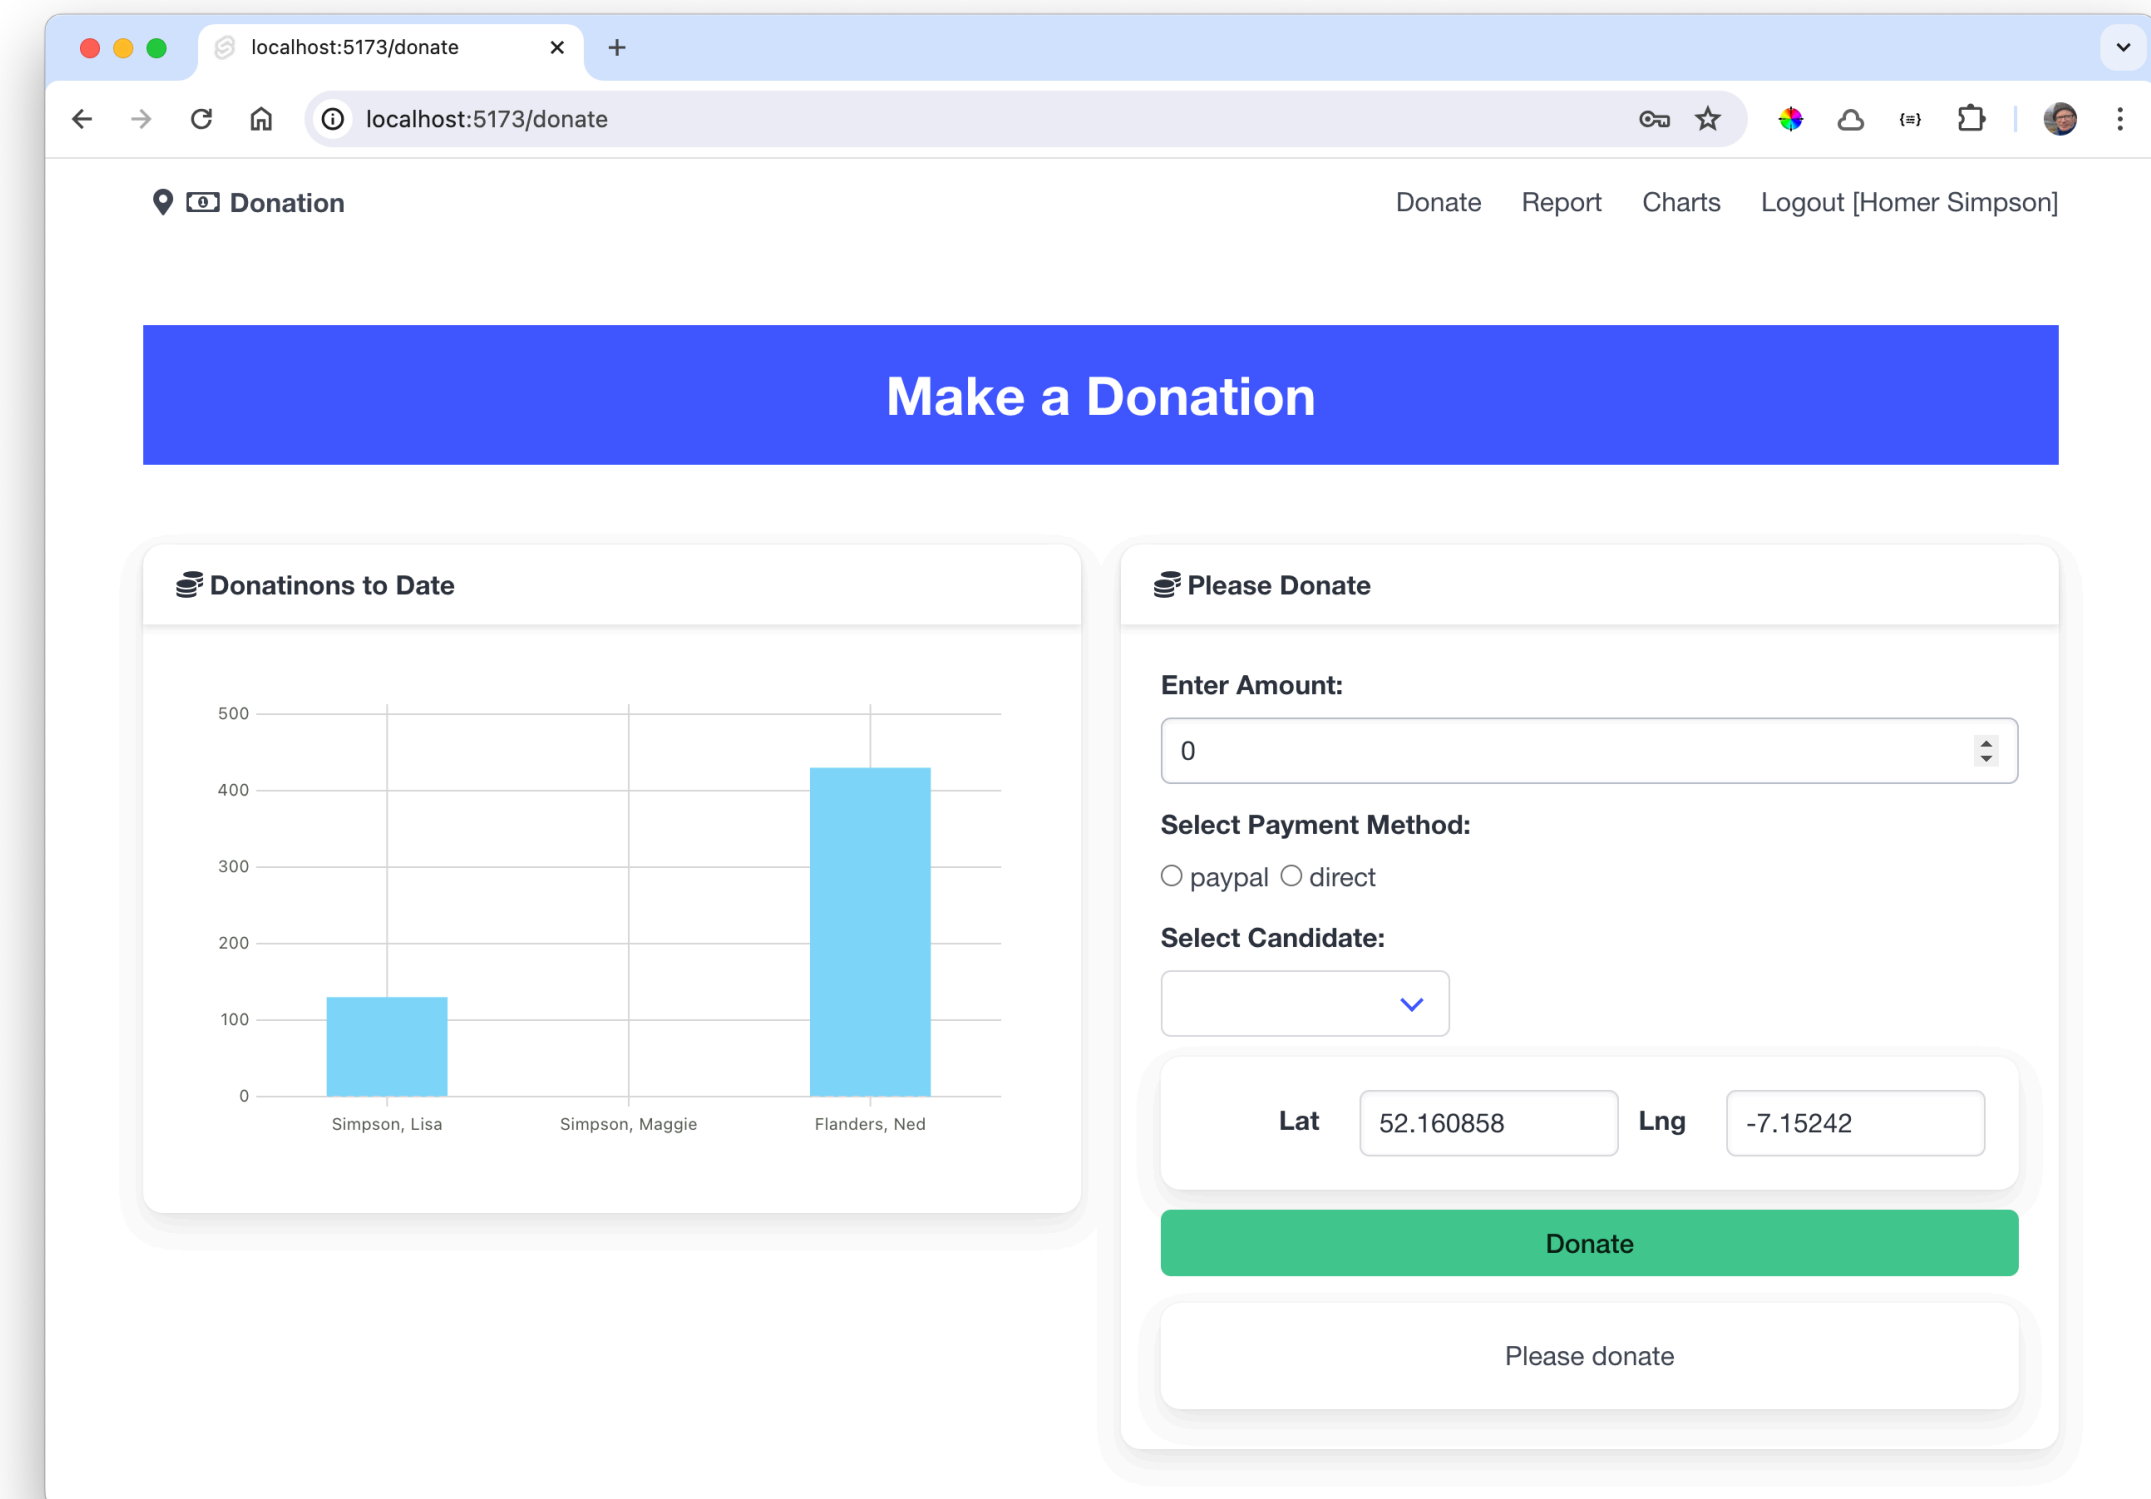 localhost:5173/donate
localhost:5173/donate
Donation
Donate Report Charts Logout [Homer Simpson]
Make a Donation
Donatinons to Date
500
400
300
200
100
0
Simpson, Lisa Simpson, Maggie Flanders, Ned
Please Donate
Enter Amount:
0
Select Payment Method:
paypal direct
Select Candidate:
Lat 52.160858 Lng -7.15242
Donate
Please donate